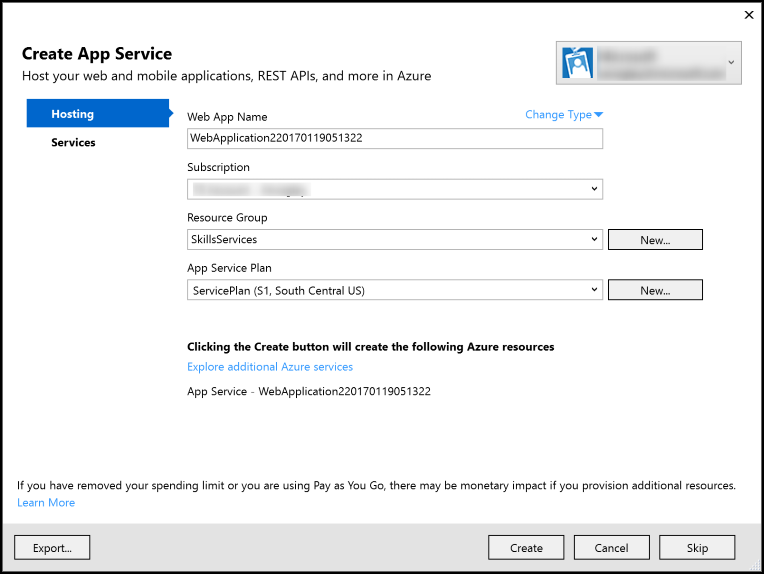 Create App Service
Host your web and mobile applications, REST APIs, and more in Azure
Hosting
Services
Web App Name
Change Type
WebApplication220170119051322
Subscription
Resource Group
SkillsServices
New...
App Service Plan
ServicePlan (S1, South Central US)
New...
Clicking the Create button will create the following Azure resources
Explore additional Azure services
App Service - WebApplication220170119051322
If you have removed your spending limit or you are using Pay as You Go, there may be monetary impact if you provision additional resources.
Learn More
Export...
Create
Cancel
Skip